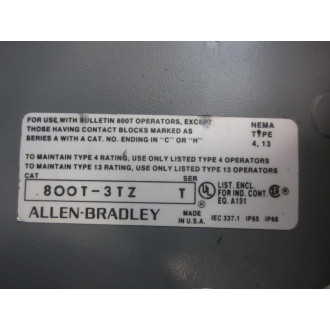 FOR USE, WITH BULLETIN 800T OPERATORS, EXCEPT
THOSE HAVING CONTACT BLOCKS MARKED AS
SERIES A WITH A CAT. NO. ENDING IN "C" OR "H"
NEMA
TYPE
4, 13
TO MAINTAIN TYPE 4 RATING, USE ONLY LISTED TYPE 4 OPERATORS
TO MAINTAIN TYPE 13 RATING, USE ONLY LISTED TYPE 13 OPERATORS
CAT SER
800T-3TZ T
UL LIST. ENCL.
FOR IND. CONT.
EQ. A191
ALLEN-BRADLEY
MADE
IN U.S.A.
IEC 337.1 IP65 IP66